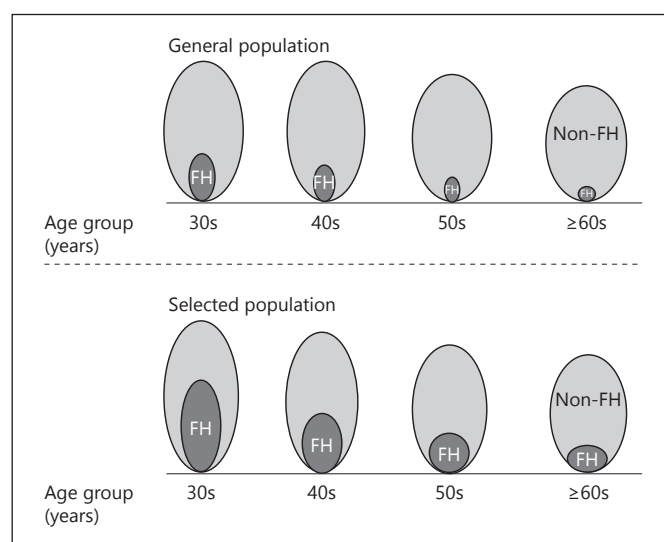 General population
Non-FH
FH FH FH FH
Age group
(years)
30s 40s 50s ≥60s
Selected population
Non-FH
FH FH FH FH
Age group
(years)
30s 40s 50s ≥60s